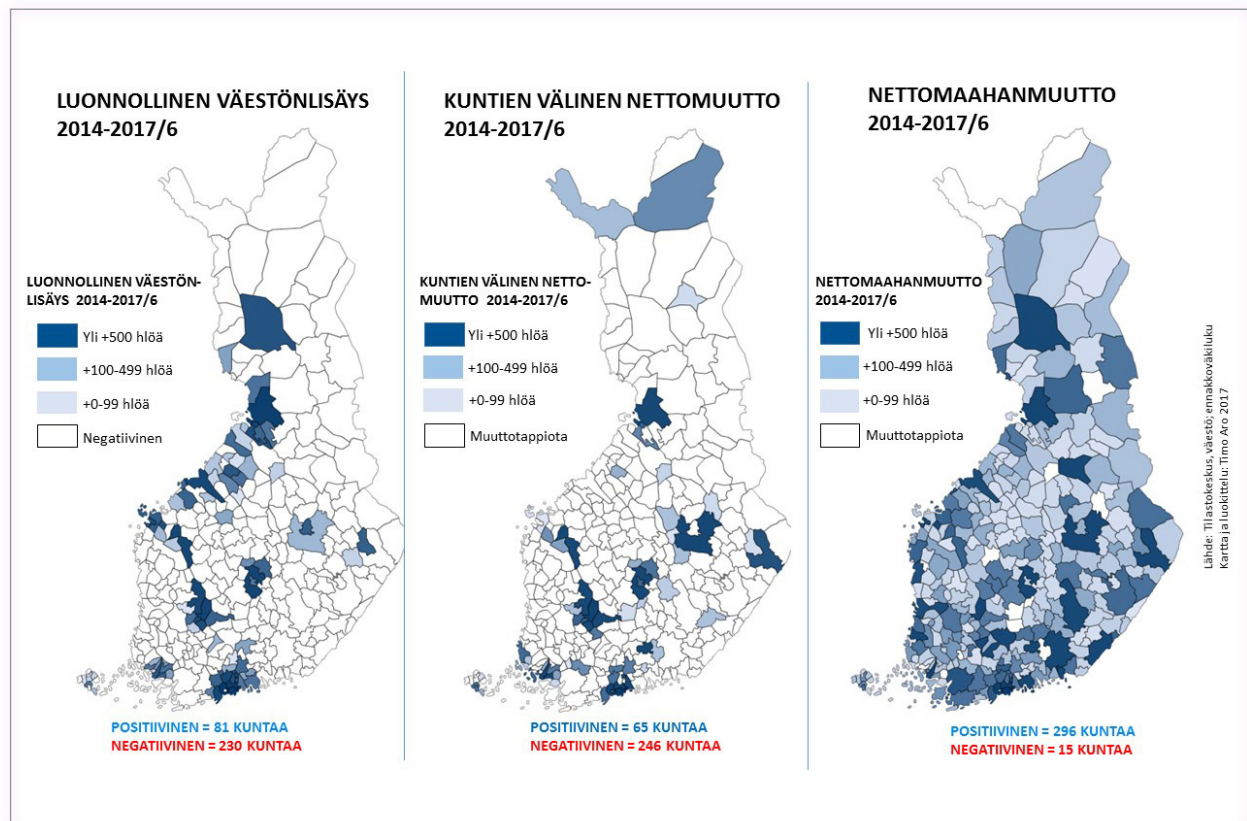 LUONNOLLINEN VÄESTÖNLISÄYS
2014-2017/6
LUONNOLLINEN VÄESTÖN-
LISÄYS 2014-2017/6
Yli +500 hlöä
+100-499 hlöä
+0-99 hlöä
Negatiivinen
POSITIIVINEN = 81 KUNTAA
NEGATIIVINEN = 230 KUNTAA
KUNTIEN VÄLINEN NETTOMUUTTO
2014-2017/6
KUNTIEN VÄLINEN NETTO-
MUUTTO 2014-2017/6
Yli +500 hlöä
+100-499 hlöä
+0-99 hlöä
Muuttotappiota
POSITIIVINEN = 65 KUNTAA
NEGATIIVINEN = 246 KUNTAA
NETTOMAAHANMUUTTO
2014-2017/6
NETTOMAAHANMUUTTO
2014-2017/6
Yli +500 hlöä
+100-499 hlöä
+0-99 hlöä
Muuttotappiota
POSITIIVINEN = 296 KUNTAA
NEGATIIVINEN = 15 KUNTAA
Lähde: Tilastokeskus, väestö; ennakkoväkiluku
Kartta ja luokittelu: Timo Aro 2017